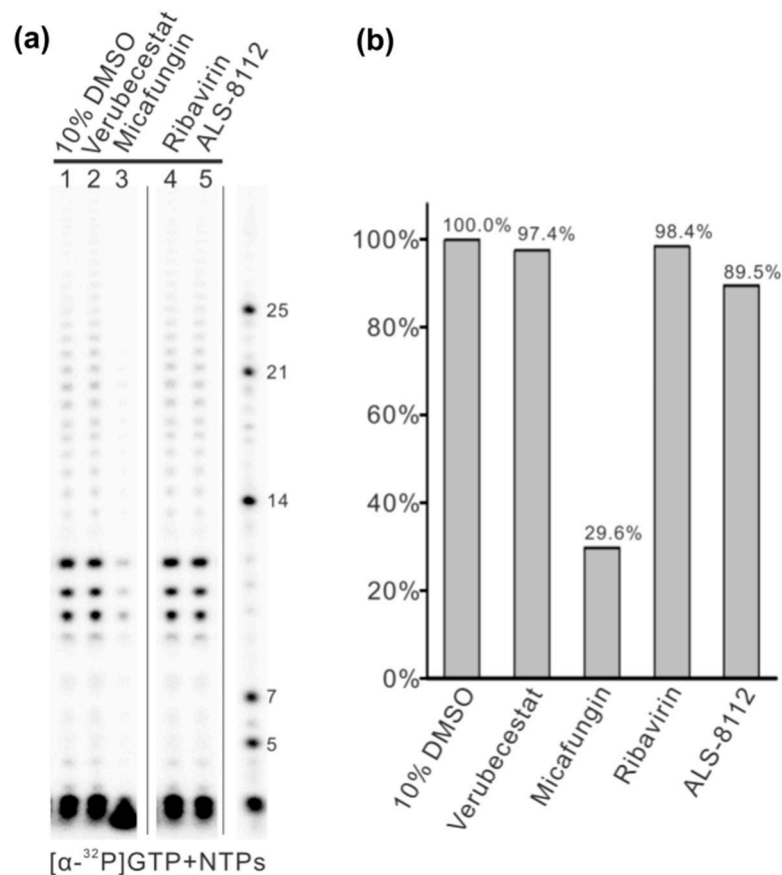 (a)
10% DMSO
Verubecestat
Micafungin
Ribavirin
ALS-8112
1 2 3 4 5
25
21
14
7
5
[α-³²P]GTP+NTPs
(b)
100%
80%
60%
40%
20%
0%
100.0%
97.4%
29.6%
98.4%
89.5%
10% DMSO
Verubecestat
Micafungin
Ribavirin
ALS-8112